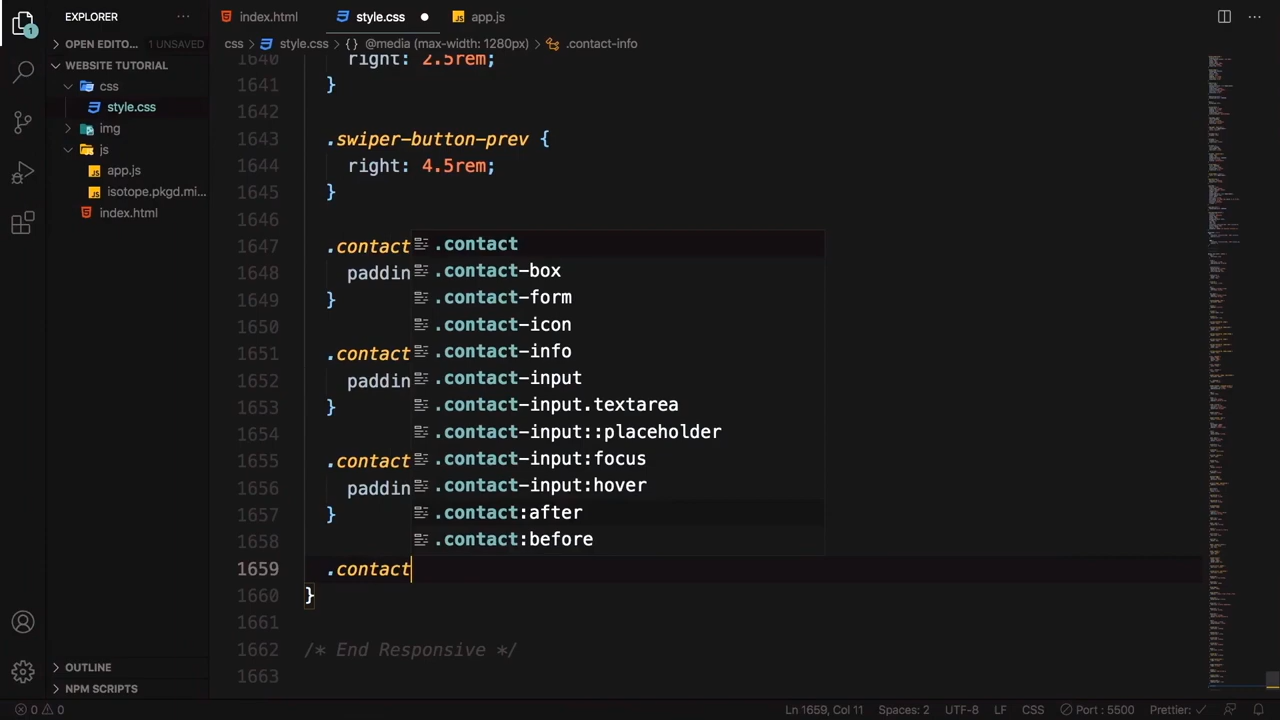 EXPLORER
index.html
style.css
app.js
OPEN EDITO... 1 UNSAVED
css > style.css > {} @media (max-width: 1280px) > .contact-info
WEBSITE TUTORIAL
css
style.css
img
js
app.js
isotope.pkgd.mi...
index.html
1640 right: 2.5rem;
1641 }
1642
1643 .swiper-button-prev {
1644 right: 4.5rem;
1645 }
1646
1647 .contact
1648 paddin
1649 }
1650
1651 .contact
1652 paddin
1653 }
1654
1655 .contact
1656 paddin
1657 }
1658
1659 .contact
1660 }
1661
1662 /* End Responsive */
1663
.contact
.contact-box
.contact-form
.contact-icon
.contact-info
.contact-input
.contact-input.textarea
.contact-input::placeholder
.contact-input:focus
.contact-input:hover
.contact:after
.contact:before
1
OUTLINE
NPM SCRIPTS
0 0
Ln 1659, Col 11
Spaces: 2
UTF-8
LF
CSS
Port : 5500
Prettier: ✓